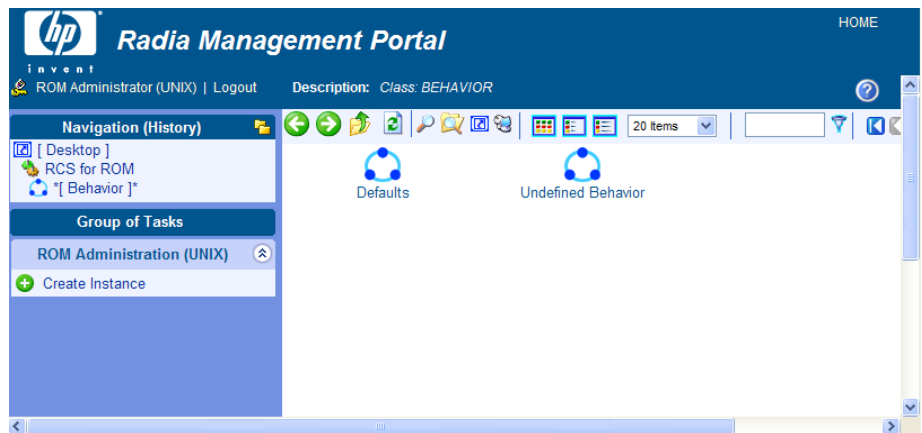 hp
invent
Radia Management Portal
HOME
ROM Administrator (UNIX) | Logout
Description: Class: BEHAVIOR
Navigation (History)
20 Items
[ Desktop ]
RCS for ROM
*[ Behavior ]*
Defaults
Undefined Behavior
Group of Tasks
ROM Administration (UNIX)
Create Instance